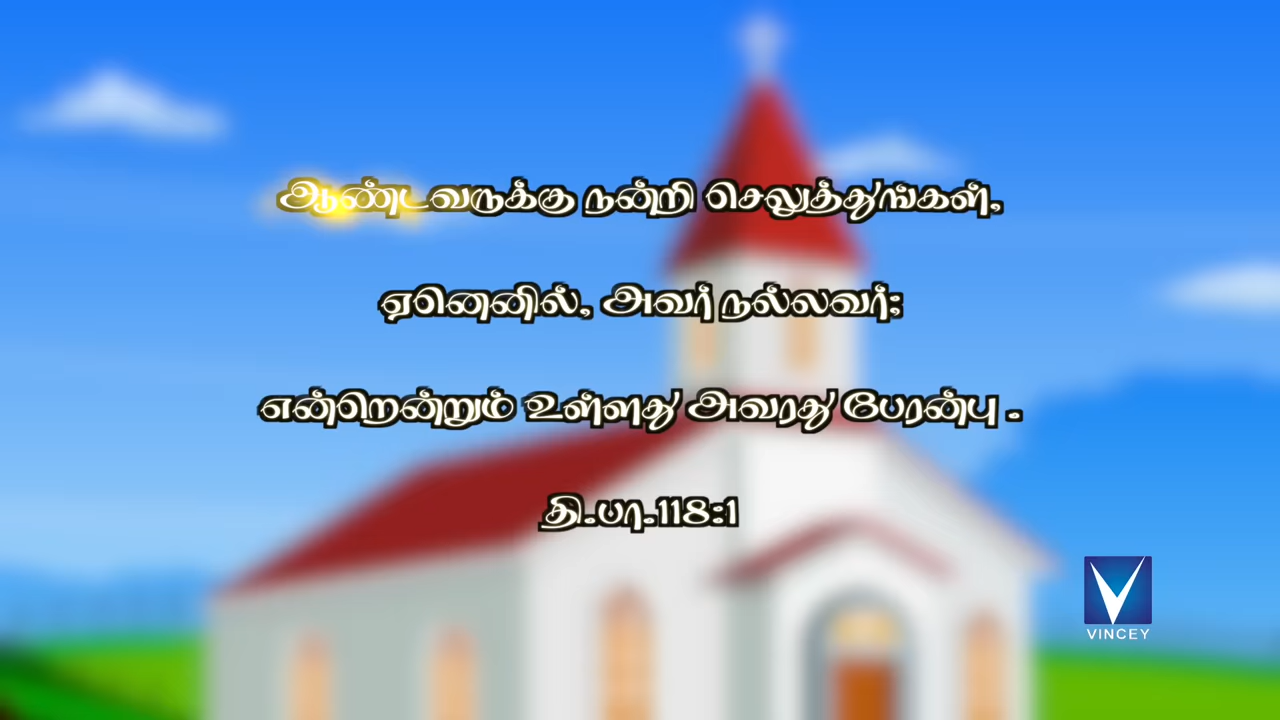 ஆண்டவருக்கு நன்றி செலுத்துங்கள்,
ஏனெனில், அவர் நல்லவர்;
என்றென்றும் உள்ளது அவரது பேரன்பு .
தி.பா.118:1
VINCEY